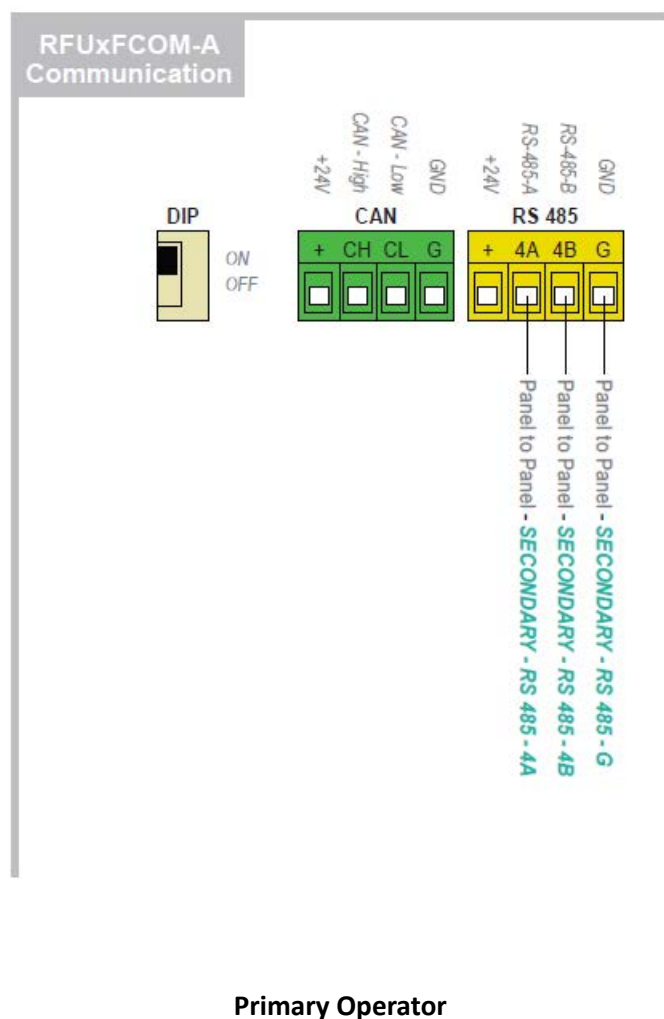 RFUxFCOM-A
Communication
+24V
CAN - High
CAN - Low
GND
+24V
RS-485-A
RS-485-B
GND
DIP
CAN
RS 485
ON
OFF
+ CH CL G
+ 4A 4B G
Panel to Panel - SECONDARY - RS 485 - 4A
Panel to Panel - SECONDARY - RS 485 - 4B
Panel to Panel - SECONDARY - RS 485 - G
Primary Operator